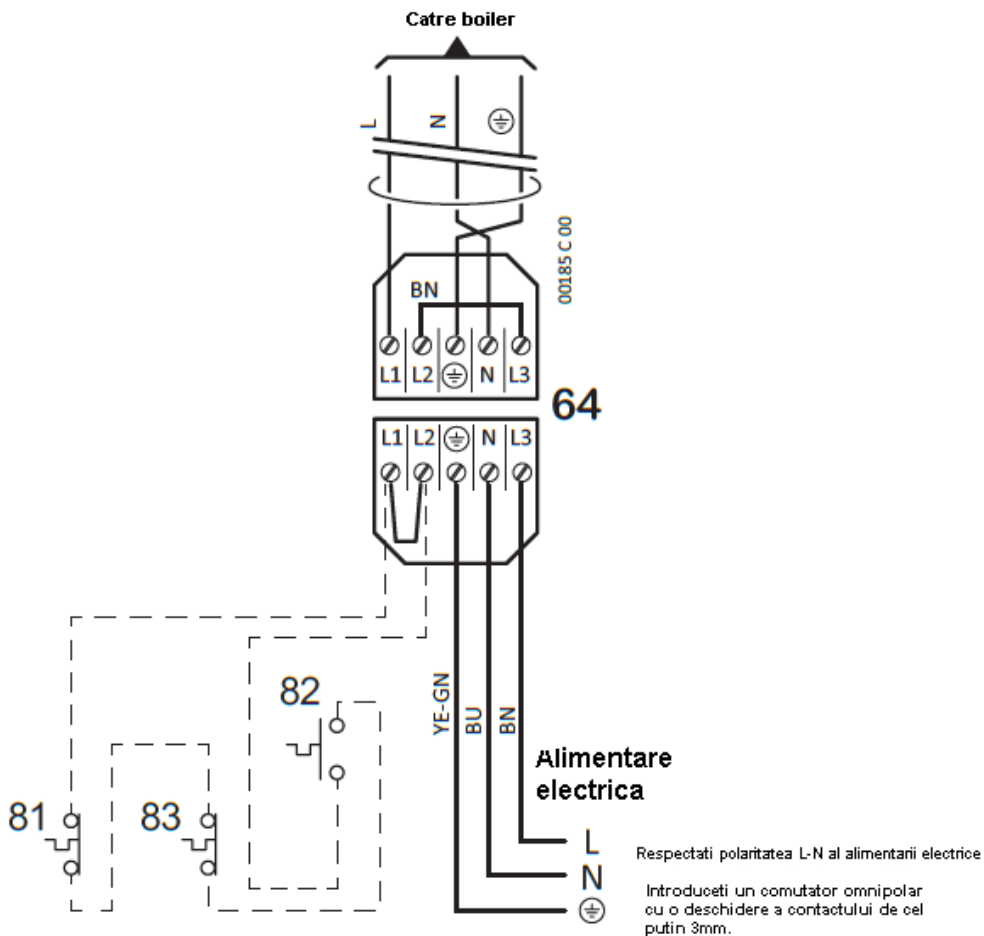 Catre boiler
L
N
00185 C 00
BN
L1 L2 N L3
64
L1 L2 N L3
YE-GN
BU
BN
82
81
83
Alimentare
electrica
L
N
Respectati polaritatea L-N al alimentarii electrice
Introduceti un comutator omnipolar
cu o deschidere a contactului de cel
putin 3mm.